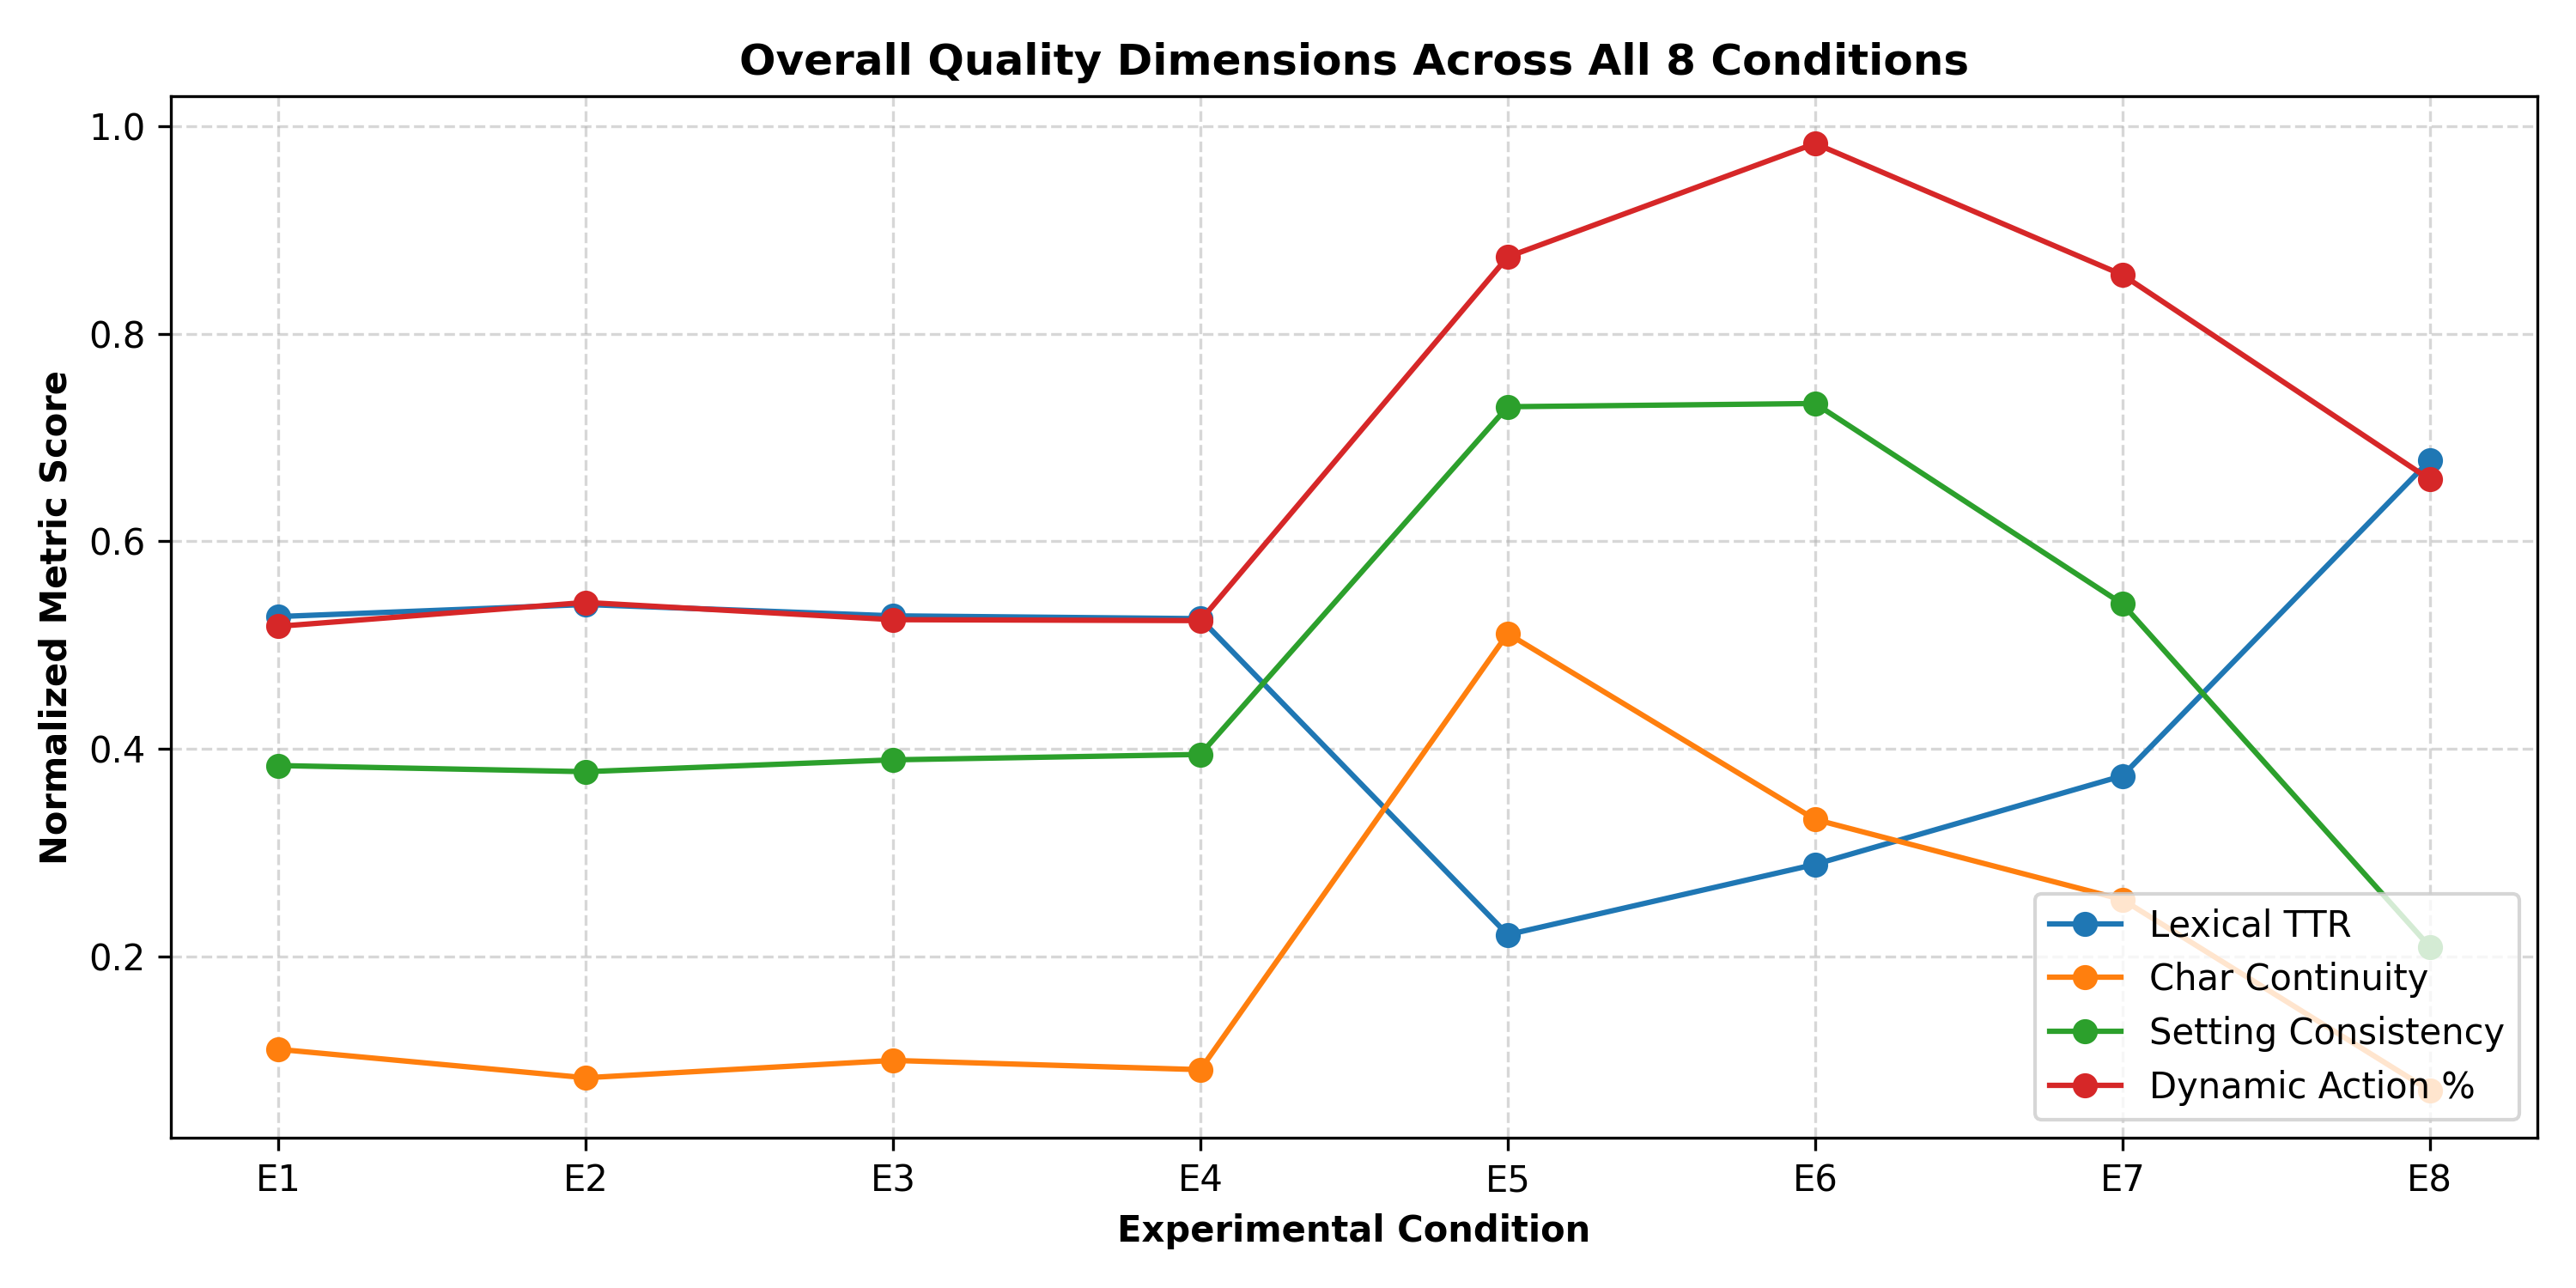 Overall Quality Dimensions Across All 8 Conditions
Normalized Metric Score
1.0
0.8
0.6
0.4
0.2
Lexical TTR
Char Continuity
Setting Consistency
Dynamic Action %
E1 E2 E3 E4 E5 E6 E7 E8
Experimental Condition